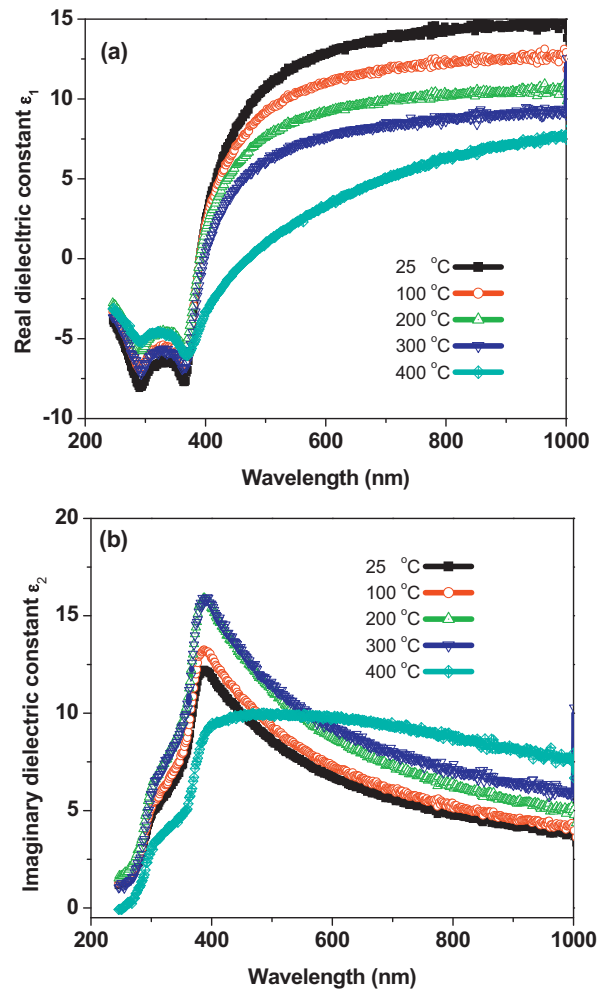 (a)
Real dielecltric constant ε1
15
10
5
0
-5
-10
25 °C
100 °C
200 °C
300 °C
400 °C
200 400 600 800 1000
Wavelength (nm)
(b)
Imaginary dielectric constant ε2
20
15
10
5
0
25 °C
100 °C
200 °C
300 °C
400 °C
200 400 600 800 1000
Wavelength (nm)